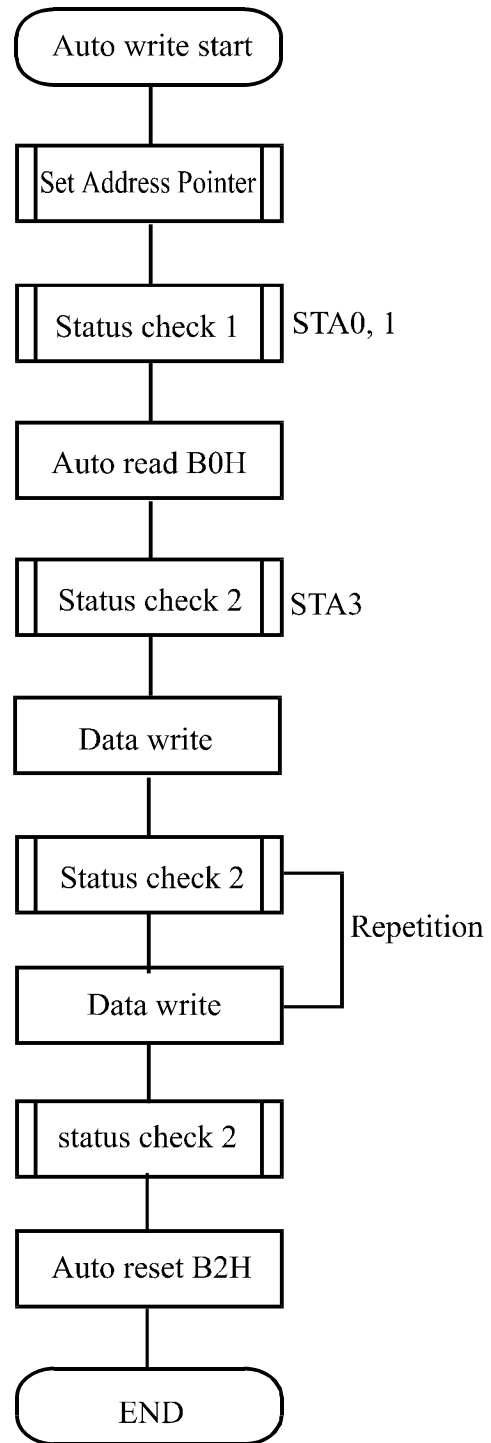 Auto write start
Set Address Pointer
Status check 1
STA0, 1
Auto read B0H
Status check 2
STA3
Data write
Status check 2
Repetition
Data write
status check 2
Auto reset B2H
END